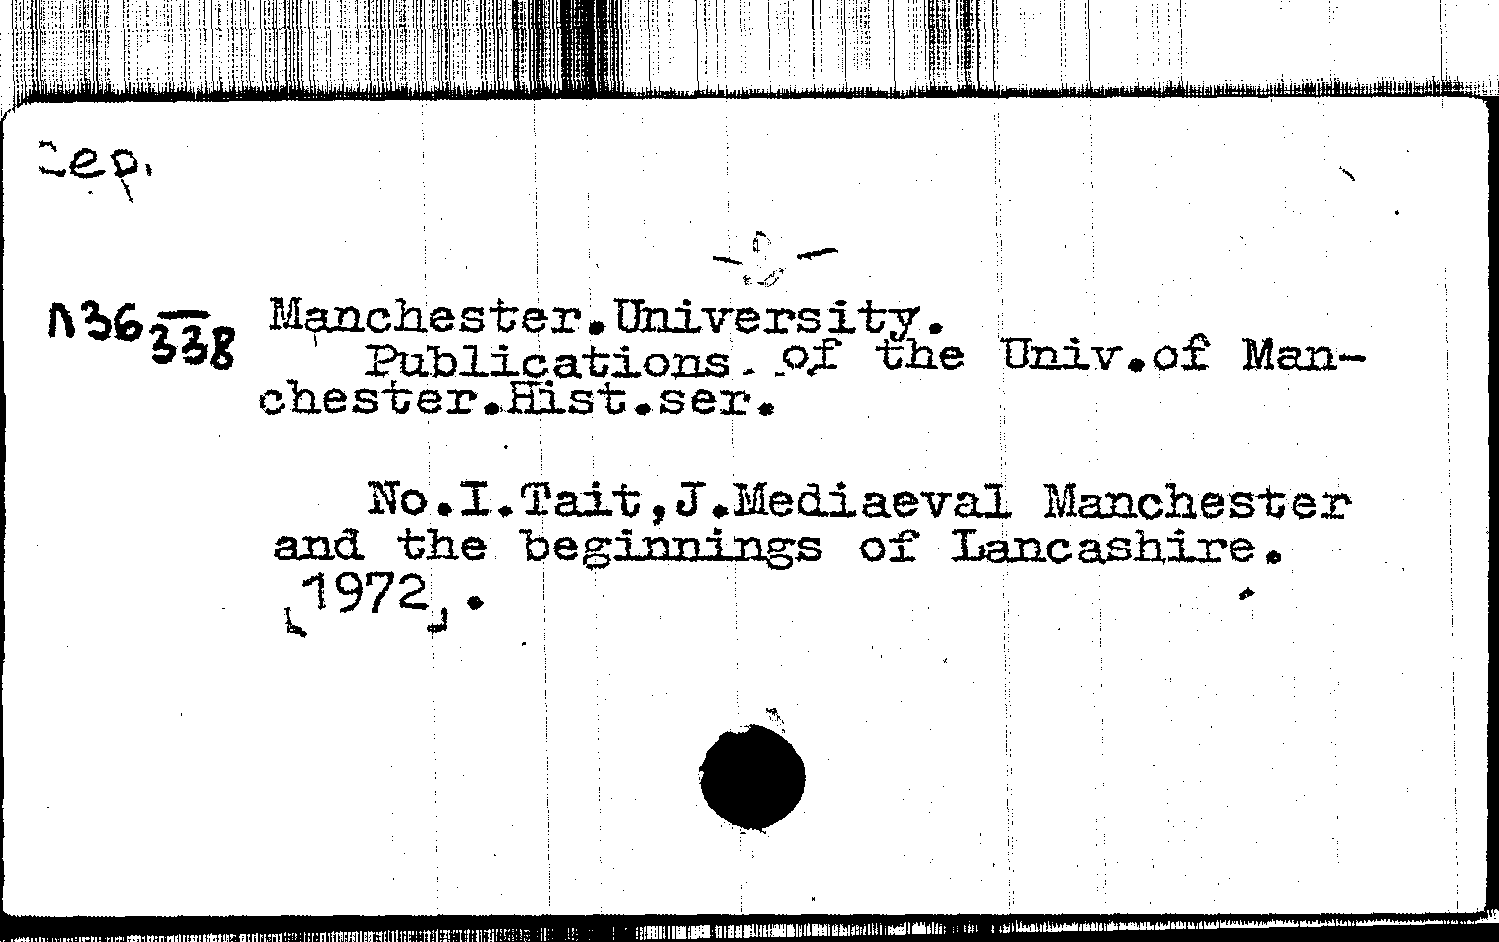 Сер.
П36 338 Manchester.University.
Publications of the Univ.of Man-
chester.Hist.ser.
No.I.Tait,J.Mediaeval Manchester
and the beginnings of Lancashire.
[1972].